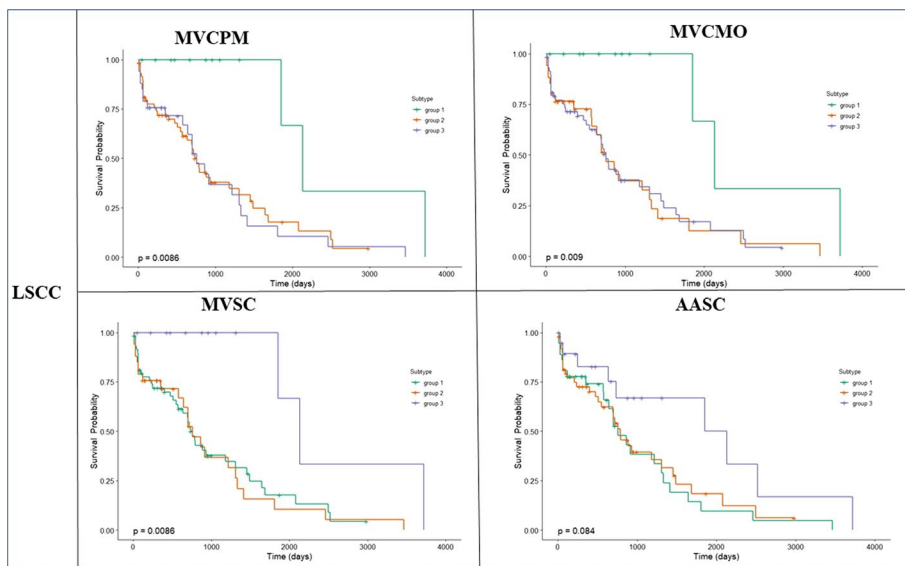 LSCC
MVCPM
1.00
0.75
0.50
0.25
0.00
Survival Probability
Subtype
group 1
group 2
group 3
p = 0.0086
0
1000
2000
3000
4000
Time (days)
MVCMO
1.00
0.75
0.50
0.25
0.00
Survival Probability
Subtype
group 1
group 2
group 3
p = 0.009
0
1000
2000
3000
4000
Time (days)
MVSC
1.00
0.75
0.50
0.25
0.00
Survival Probability
Subtype
group 1
group 2
group 3
p = 0.0086
0
1000
2000
3000
4000
Time (days)
AASC
1.00
0.75
0.50
0.25
0.00
Survival Probability
Subtype
group 1
group 2
group 3
p = 0.084
0
1000
2000
3000
4000
Time (days)